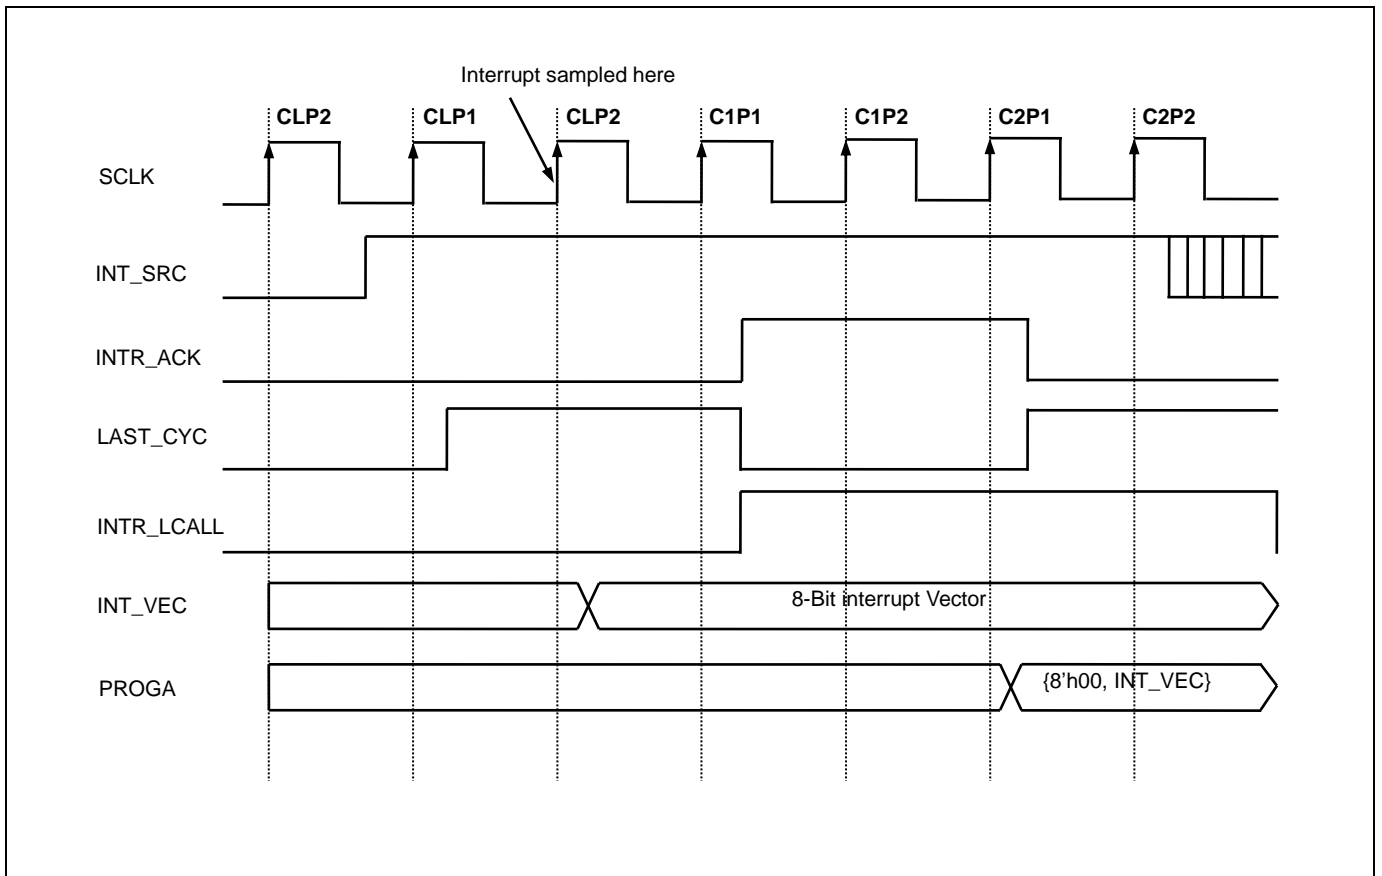 Interrupt sampled here
CLP2 CLP1 CLP2 C1P1 C1P2 C2P1 C2P2
SCLK
INT_SRC
INTR_ACK
LAST_CYC
INTR_LCALL
INT_VEC 8-Bit interrupt Vector
PROGA {8'h00, INT_VEC}